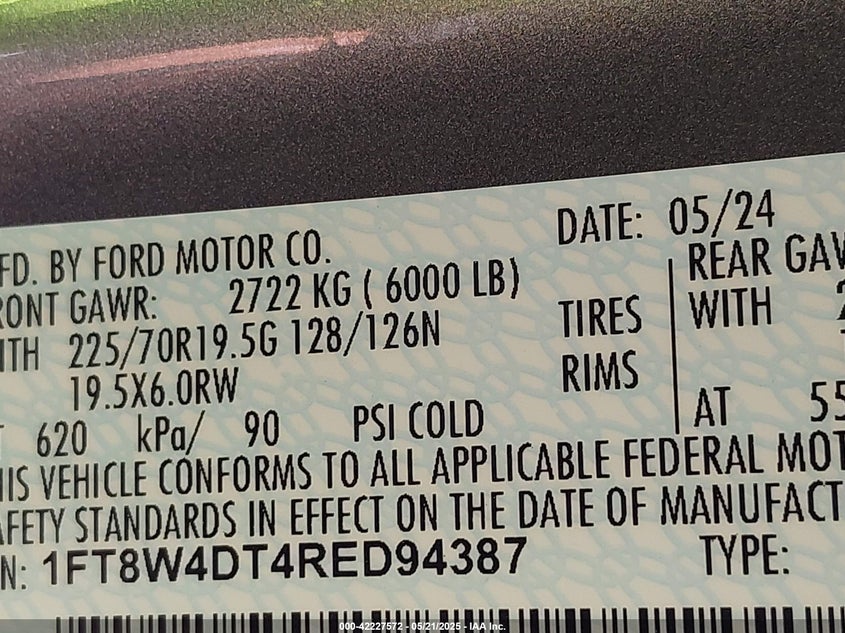 FD. BY FORD MOTOR CO.
DATE: 05/24
RONT GAWR: 2722 KG ( 6000 LB)
REAR GAW
ITH 225/70R19.5G 128/126N TIRES
WITH
19.5X6.0RW RIMS
T 620 kPa/ 90 PSI COLD
AT 55
HIS VEHICLE CONFORMS TO ALL APPLICABLE FEDERAL MOT
AFETY STANDARDS IN EFFECT ON THE DATE OF MANUFACT
N: 1FT8W4DT4RED94387
TYPE:
000-42227572 - 05/21/2025 - IAA Inc.